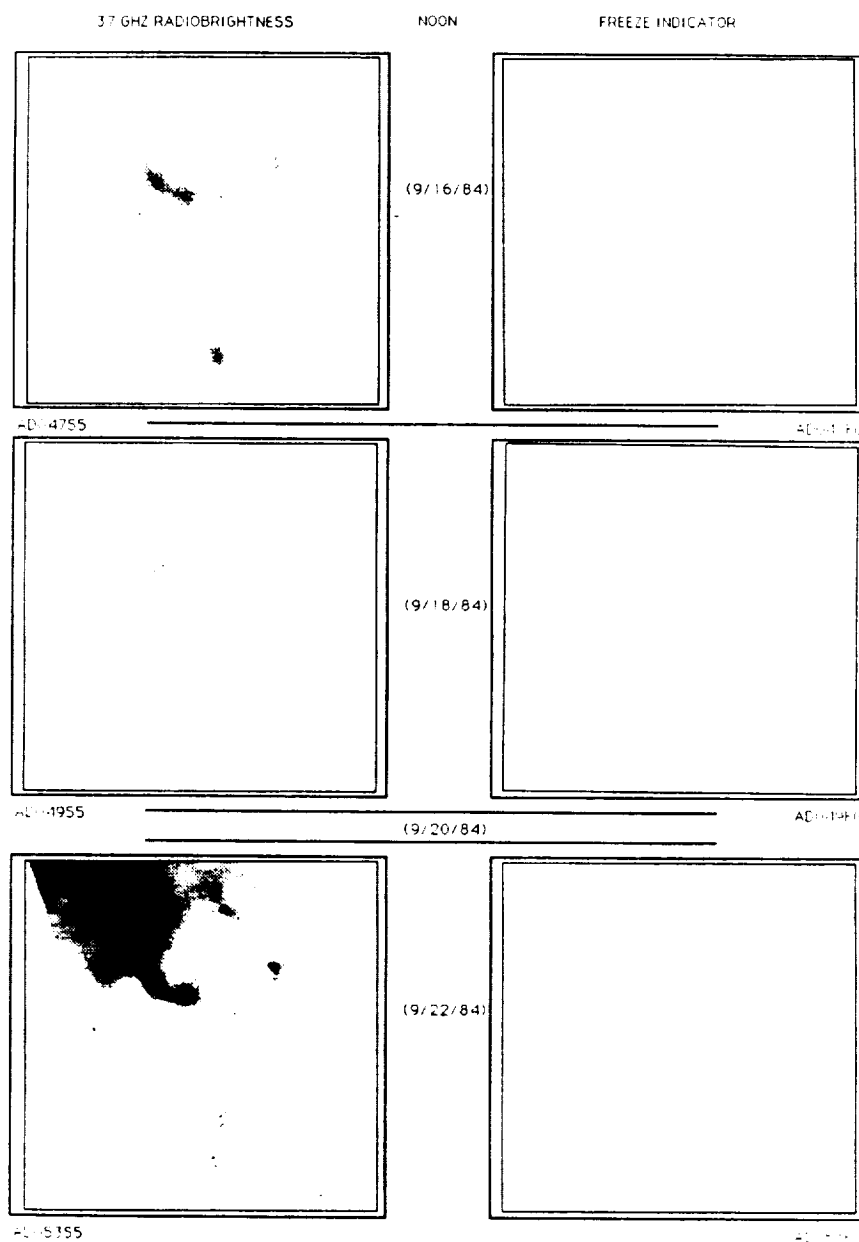 37 GHZ RADIOBRIGHTNESS
NOON
FREEZE INDICATOR
(9/16/84)
(9/18/84)
(9/20/84)
(9/22/84)